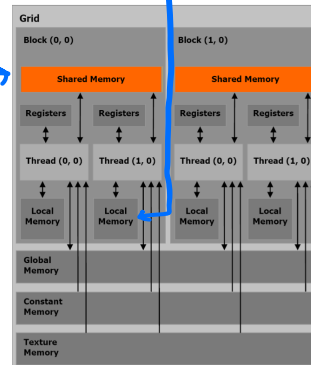 Grid
Block (0, 0)
Block (1, 0)
Shared Memory
Shared Memory
Registers
Registers
Registers
Registers
Thread (0, 0)
Thread (1, 0)
Thread (0, 0)
Thread (1, 0)
Local
Memory
Local
Memory
Local
Memory
Local
Memory
Global
Memory
Constant
Memory
Texture
Memory